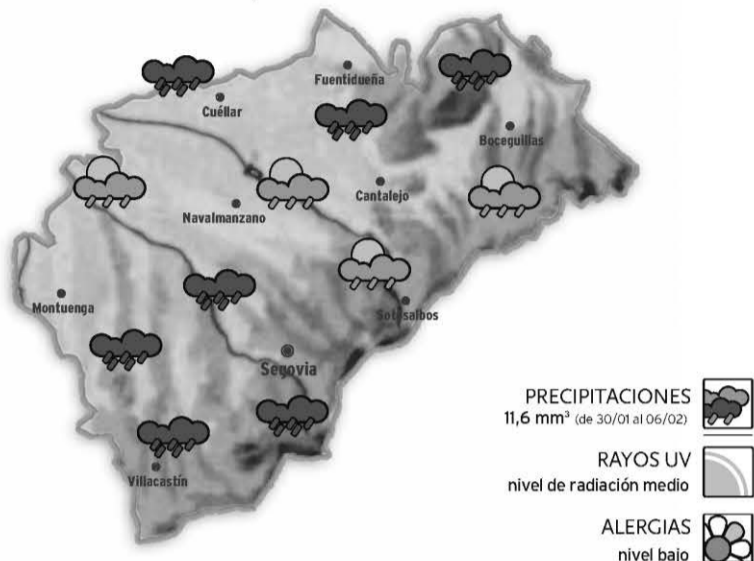 Fuentidueña
Cuéllar
Boceguillas
Cantalejo
Navalmanzano
Montuenga
Sotosalbos
Segovia
Villacastín
PRECIPITACIONES
11,6 mm³ (de 30/01 al 06/02)
RAYOS UV
nivel de radiación medio
ALERGIAS
nivel bajo